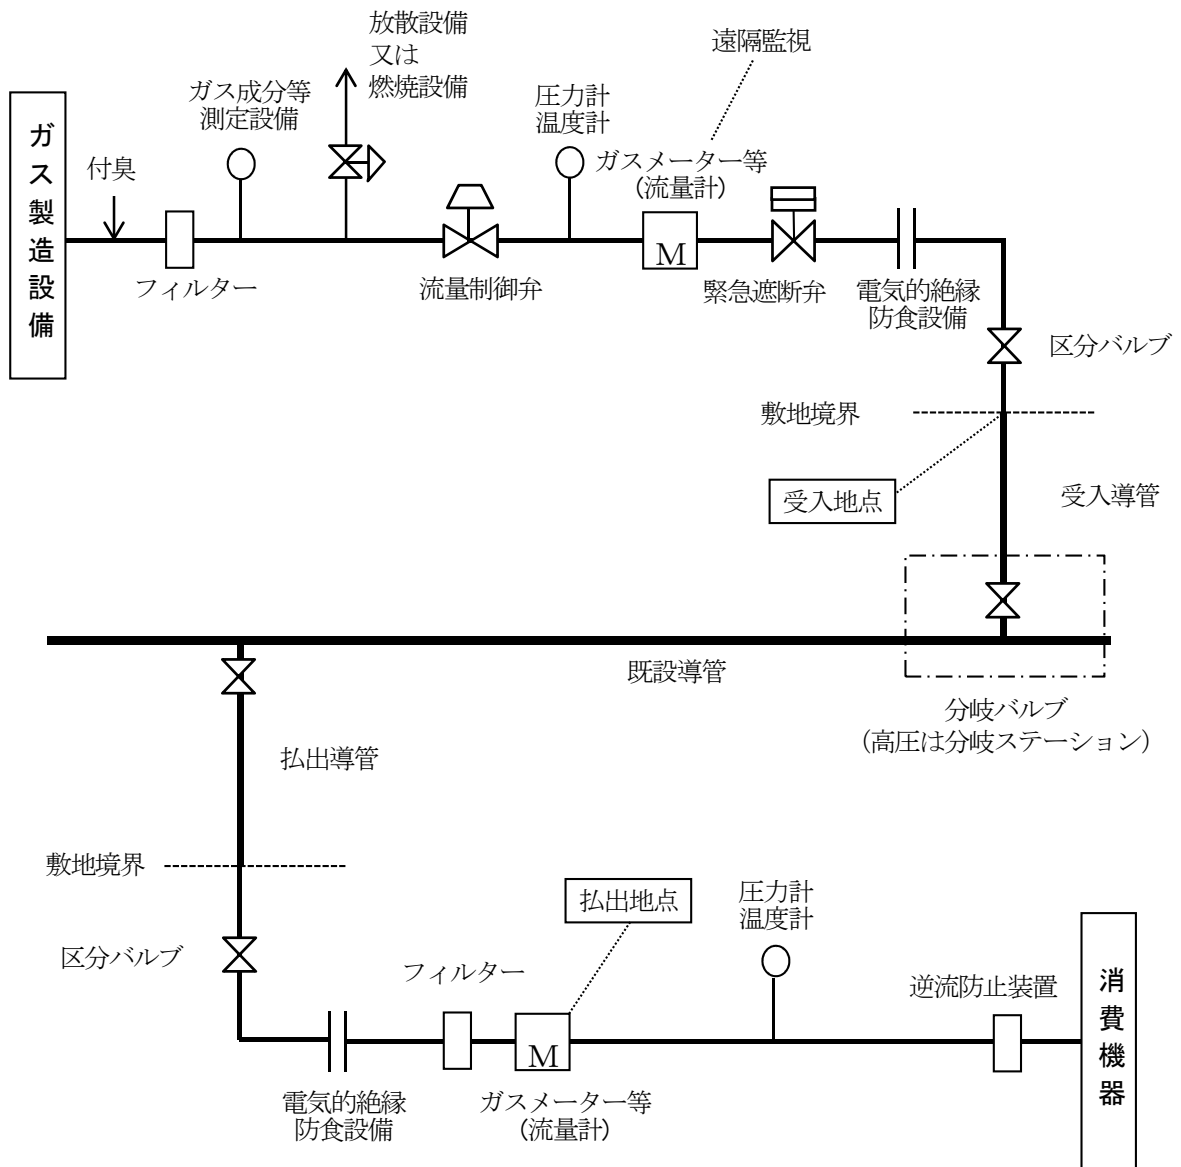 放散設備
又は
燃焼設備
遠隔監視
ガス成分等
測定設備
圧力計
温度計
ガスメーター等
(流量計)
ガス製造設備
付臭
M
フィルター
流量制御弁
緊急遮断弁
電気的絶縁
防食設備
区分バルブ
敷地境界
受入地点
受入導管
既設導管
分岐バルブ
（高圧は分岐ステーション）
払出導管
敷地境界
区分バルブ
払出地点
圧力計
温度計
フィルター
逆流防止装置
消費機器
M
電気的絶縁
防食設備
ガスメーター等
(流量計)